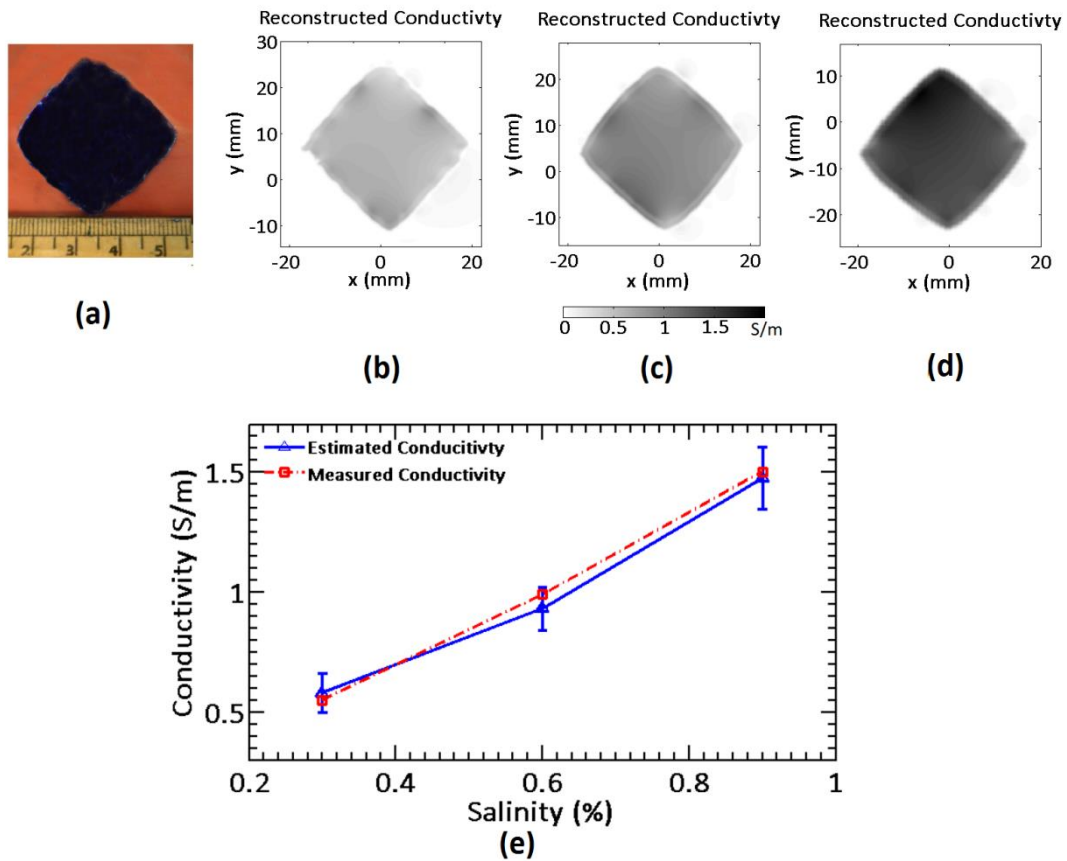 Reconstructed Conductivty
Reconstructed Conductivty
Reconstructed Conductivty
30
20
10
0
-10
y (mm)
-20 0 20
x (mm)
20
10
0
-10
y (mm)
-20 0 20
x (mm)
10
0
-10
-20
y (mm)
-20 0 20
x (mm)
2 3 4 5
0 0.5 1 1.5 S/m
(a)
(b)
(c)
(d)
Estimated Conducitivty
Measured Conductivity
Conductivity (S/m)
1.5
1
0.5
0.2 0.4 0.6 0.8 1
Salinity (%)
(e)